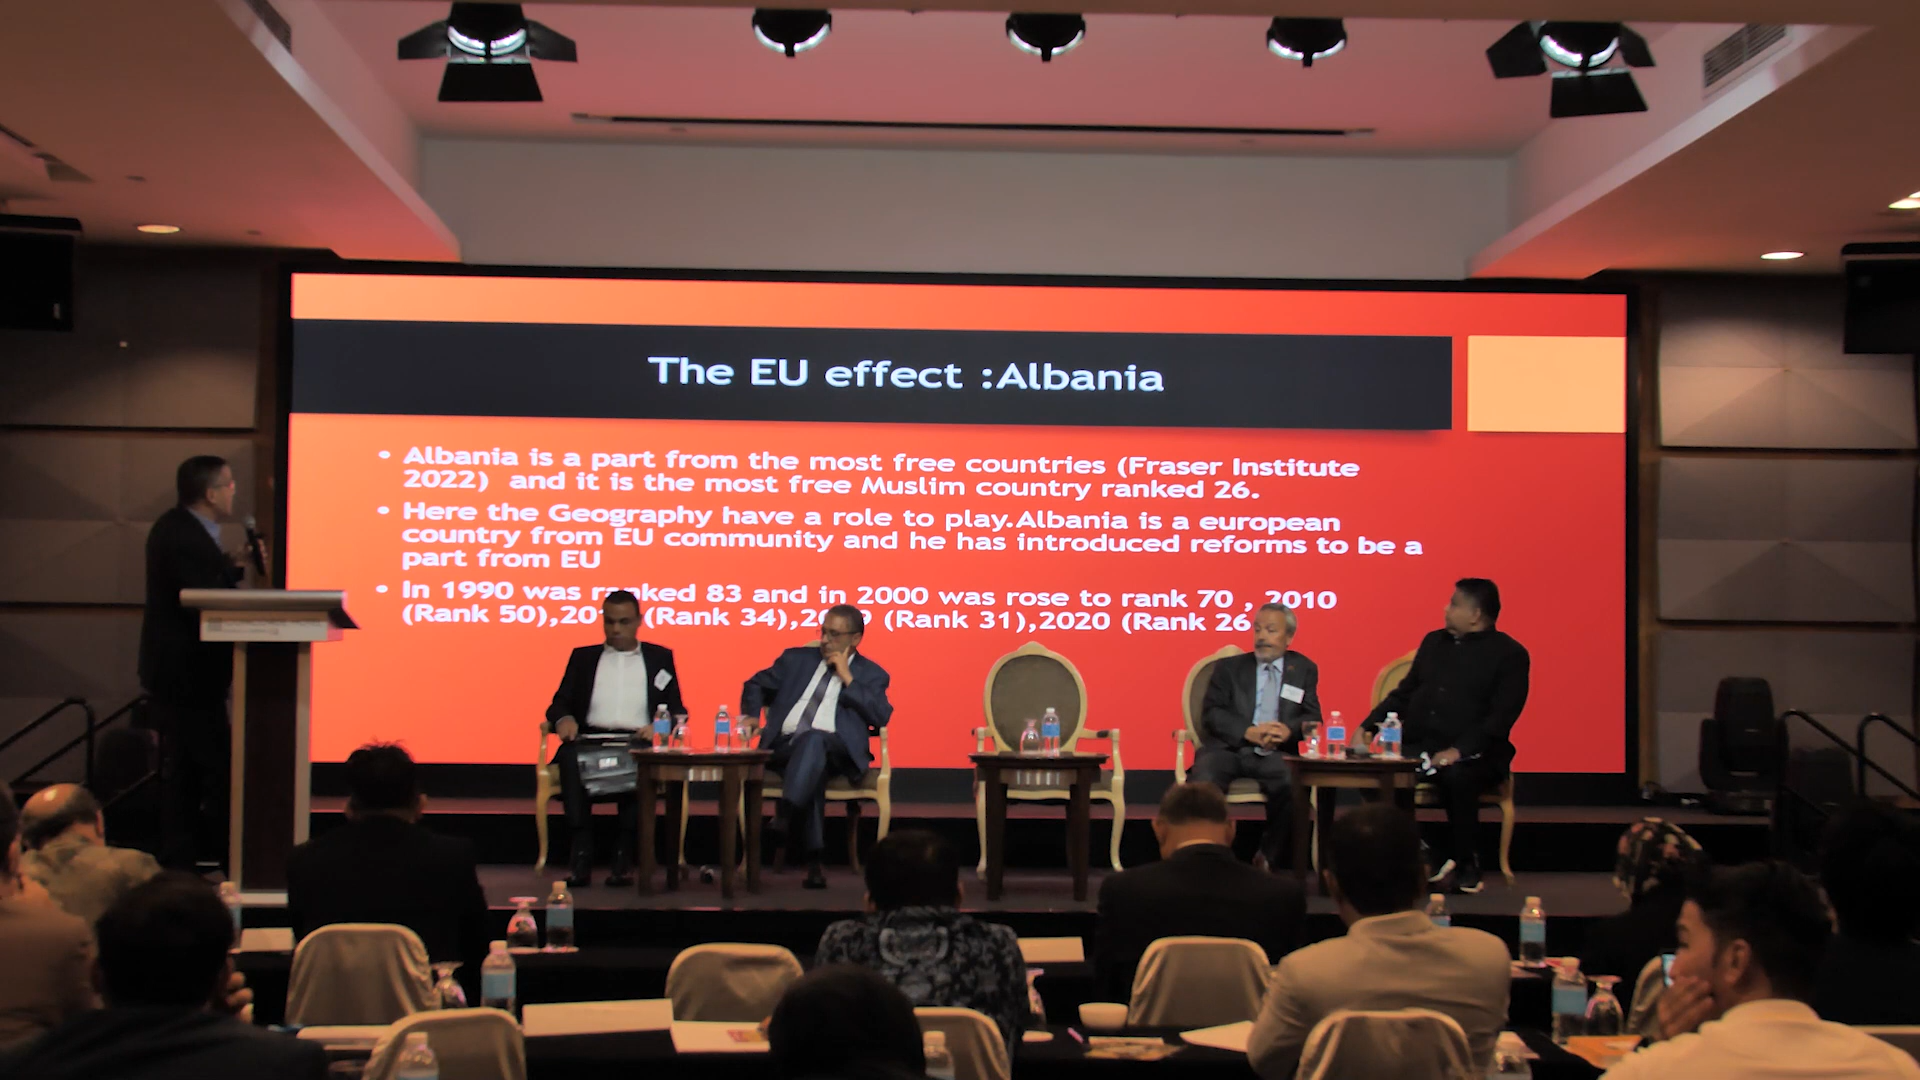 The EU effect :Albania
• Albania is a part from the most free countries (Fraser Institute
2022) and it is the most free Muslim country ranked 26.
• Here the Geography have a role to play.Albania is a european
country from EU community and he has introduced reforms to be a
part from EU
• In 1990 was ranked 83 and in 2000 was rose to rank 70 , 2010
(Rank 50), (Rank 34), (Rank 31),2020 (Rank 26